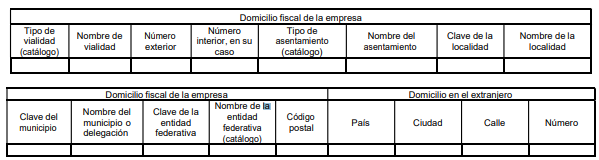 Domicilio fiscal de la empresa
Tipo de vialidad (catálogo) Nombre de vialidad Número exterior Número interior, en su caso Tipo de asentamiento (catálogo) Nombre del asentamiento Clave de la localidad Nombre de la localidad
Domicilio fiscal de la empresa Domicilio en el extranjero
Clave del municipio Nombre del municipio o delegación Clave de la entidad federativa Nombre de la entidad federativa (catálogo) Código postal País Ciudad Calle Número